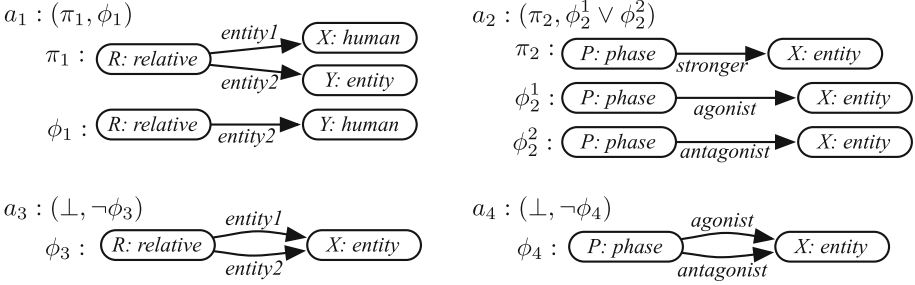 a₁ : (π₁, ϕ₁)
π₁ :
R: relative
entity1
X: human
entity2
Y: entity
ϕ₁ :
R: relative
entity2
Y: human
a₂ : (π₂, ϕ₂¹ ∨ ϕ₂²)
π₂ :
P: phase
stronger
X: entity
ϕ₂¹ :
P: phase
agonist
X: entity
ϕ₂² :
P: phase
antagonist
X: entity
a₃ : (⊥, ¬ϕ₃)
ϕ₃ :
R: relative
entity1
entity2
X: entity
a₄ : (⊥, ¬ϕ₄)
ϕ₄ :
P: phase
agonist
antagonist
X: entity